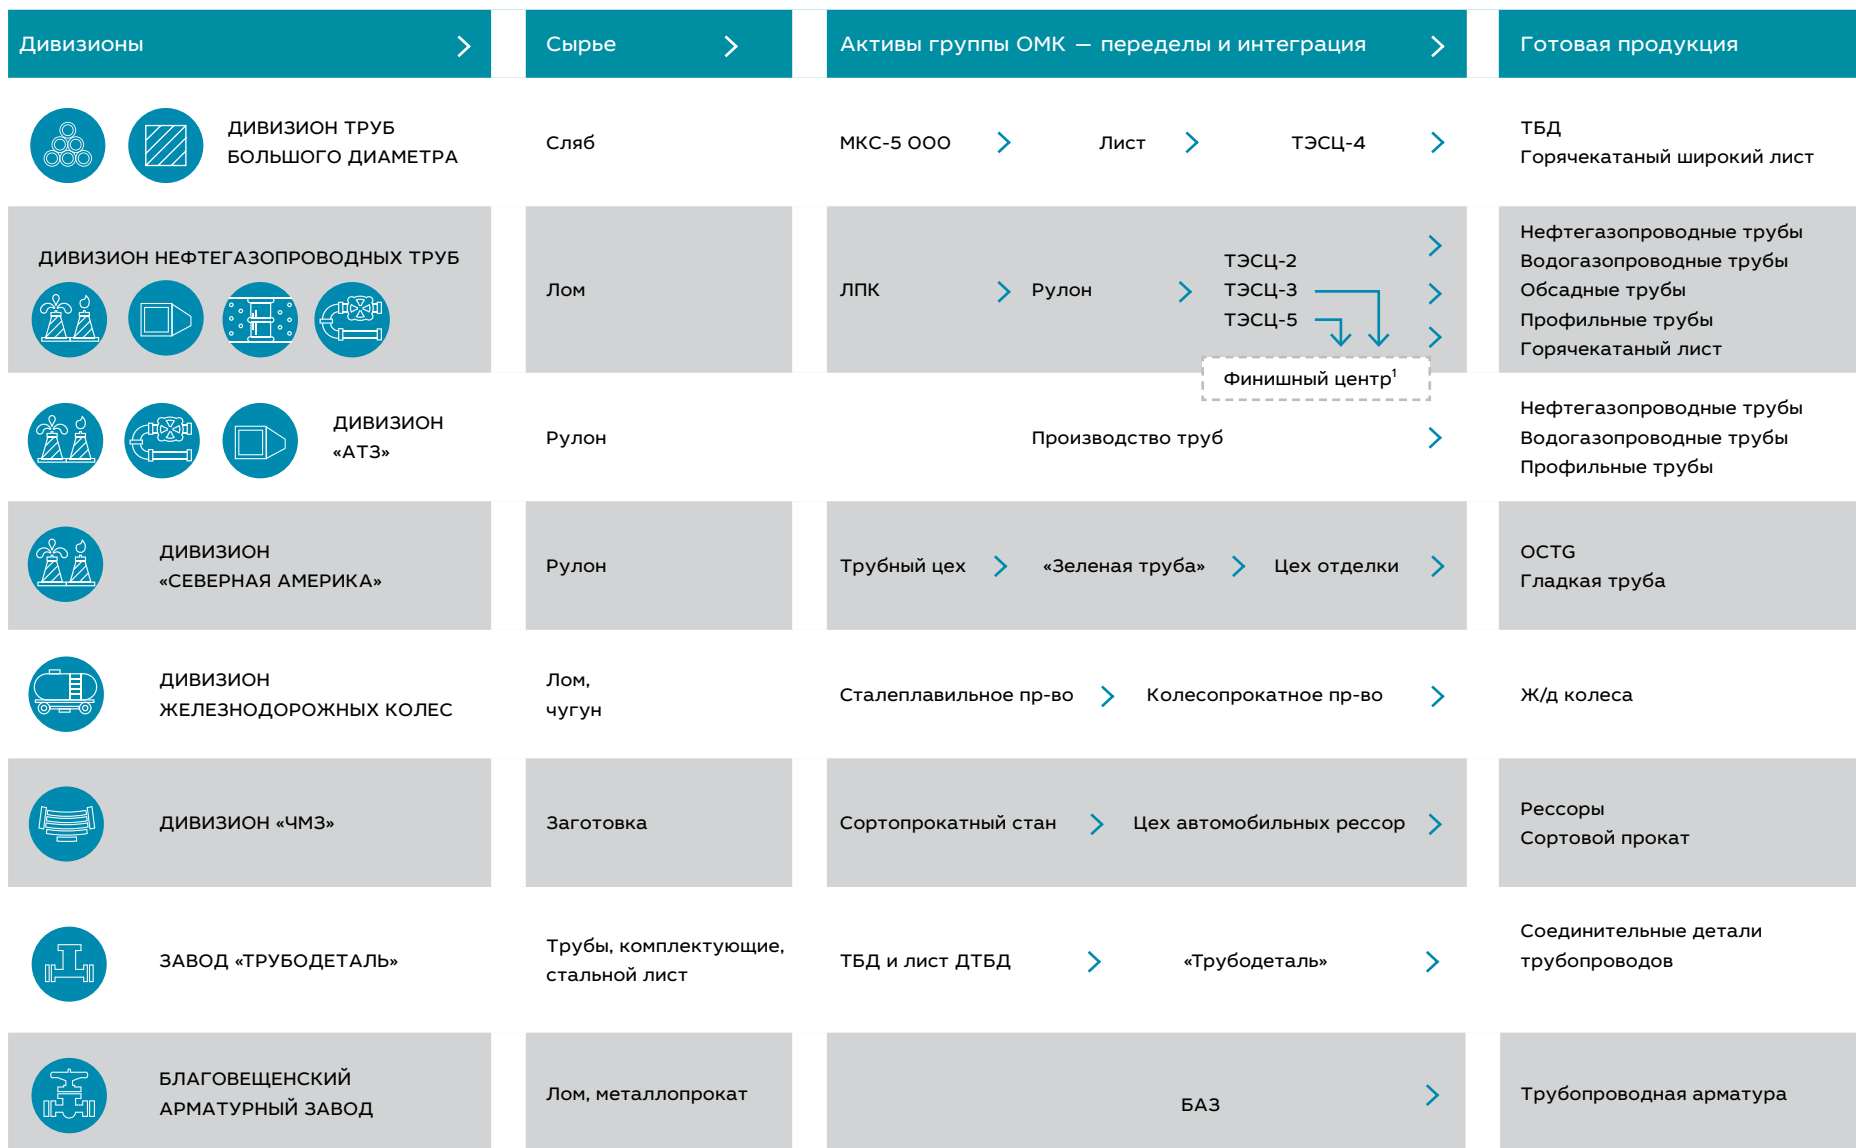 Дивизионы
Сырье
Активы группы ОМК — переделы и интеграция
Готовая продукция
ДИВИЗИОН ТРУБ
БОЛЬШОГО ДИАМЕТРА
Сляб
МКС-5 000
Лист
ТЭСЦ-4
ТБД
Горячекатаный широкий лист
ДИВИЗИОН НЕФТЕГАЗОПРОВОДНЫХ ТРУБ
Лом
ЛПК
Рулон
ТЭСЦ-2
ТЭСЦ-3
ТЭСЦ-5
Финишный центр¹
Нефтегазопроводные трубы
Водогазопроводные трубы
Обсадные трубы
Профильные трубы
Горячекатаный лист
ДИВИЗИОН
«АТЗ»
Рулон
Производство труб
Нефтегазопроводные трубы
Водогазопроводные трубы
Профильные трубы
ДИВИЗИОН
«СЕВЕРНАЯ АМЕРИКА»
Рулон
Трубный цех
«Зеленая труба»
Цех отделки
OCTG
Гладкая труба
ДИВИЗИОН
ЖЕЛЕЗНОДОРОЖНЫХ КОЛЕС
Лом,
чугун
Сталеплавильное пр-во
Колесопрокатное пр-во
Ж/д колеса
ДИВИЗИОН «ЧМЗ»
Заготовка
Сортопрокатный стан
Цех автомобильных рессор
Рессоры
Сортовой прокат
ЗАВОД «ТРУБОДЕТАЛЬ»
Трубы, комплектующие,
стальной лист
ТБД и лист ДТБД
«Трубодеталь»
Соединительные детали
трубопроводов
БЛАГОВЕЩЕНСКИЙ
АРМАТУРНЫЙ ЗАВОД
Лом, металлопрокат
БАЗ
Трубопроводная арматура